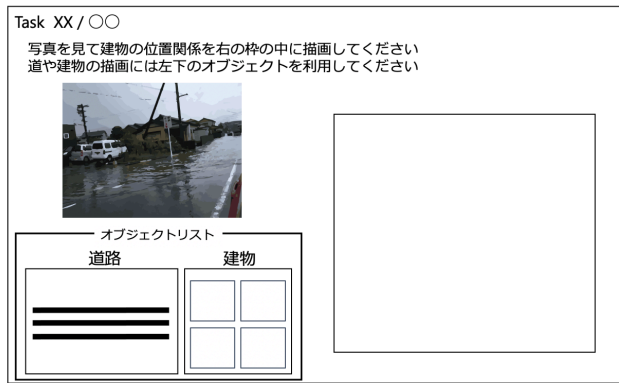 Task XX / ○○
写真を見て建物の位置関係を右の枠の中に描画してください
道や建物の描画には左下のオブジェクトを利用してください
オブジェクトリスト
道路
建物